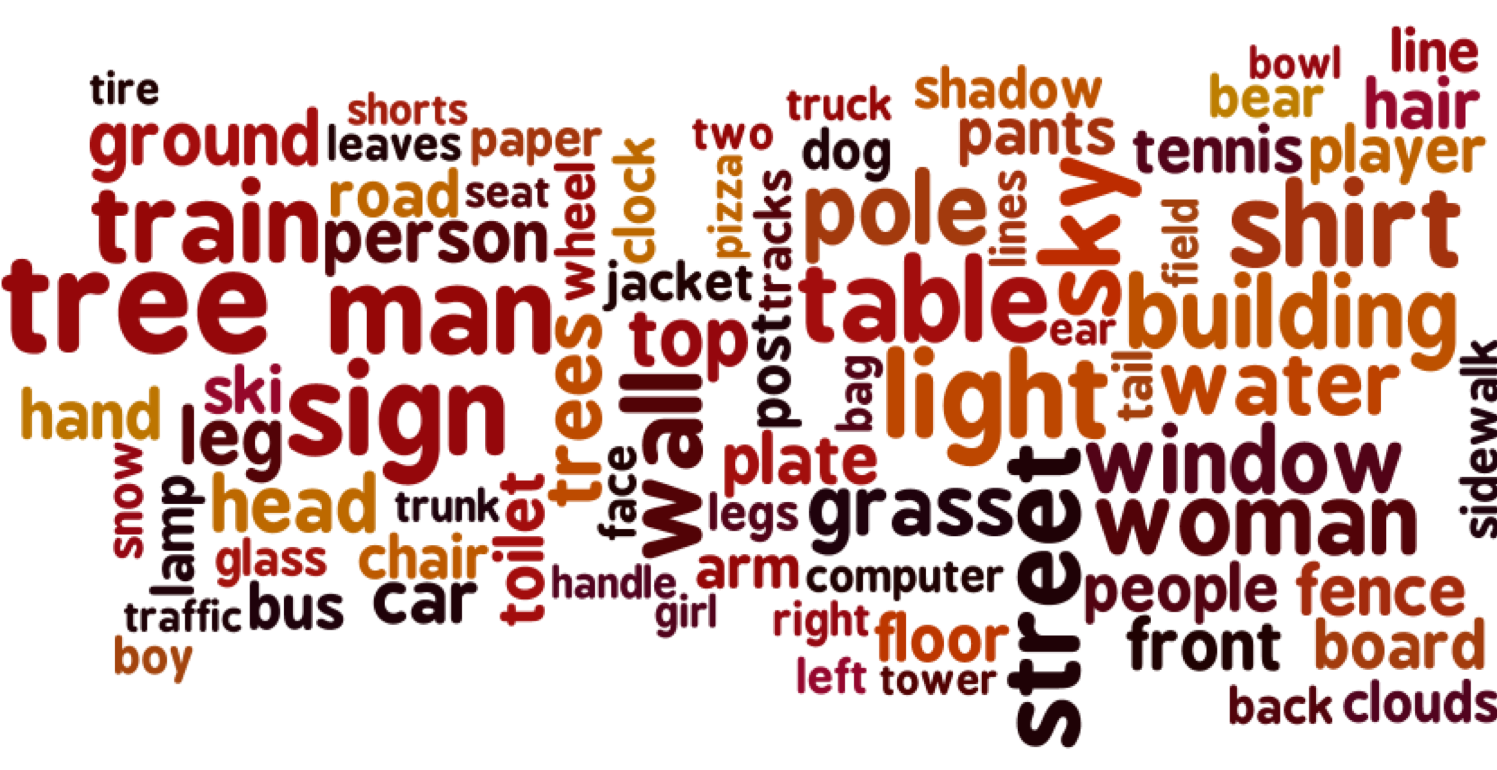 tire
shorts
truck
shadow
bowl
line
bear
hair
ground
leaves
paper
clock
two
dog
pants
tennis
player
train
road
seat
wheel
pizza
tracks
pole
lines
sky
field
shirt
person
tree
man
jacket
table
ear
building
trees
top
post
bag
light
tail
water
sidewalk
hand
ski
sign
wall
leg
snow
lamp
head
trunk
toilet
face
plate
legs
grass
set
street
window
woman
glass
chair
handle
arm
computer
people
fence
traffic
bus
car
girl
right
floor
front
board
boy
left
tower
back
clouds